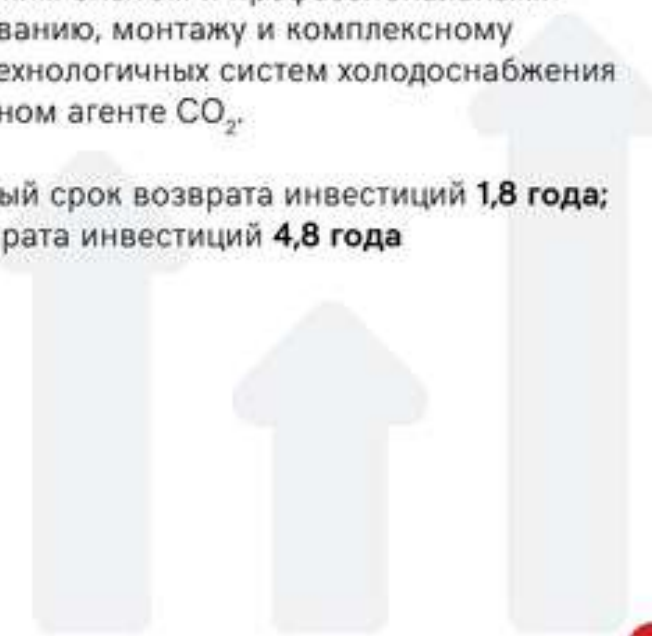 ванию, монтажу и комплексному
ехнологичных систем холодоснабжения
ном агенте CO₂.
ый срок возврата инвестиций 1,8 года;
рата инвестиций 4,8 года